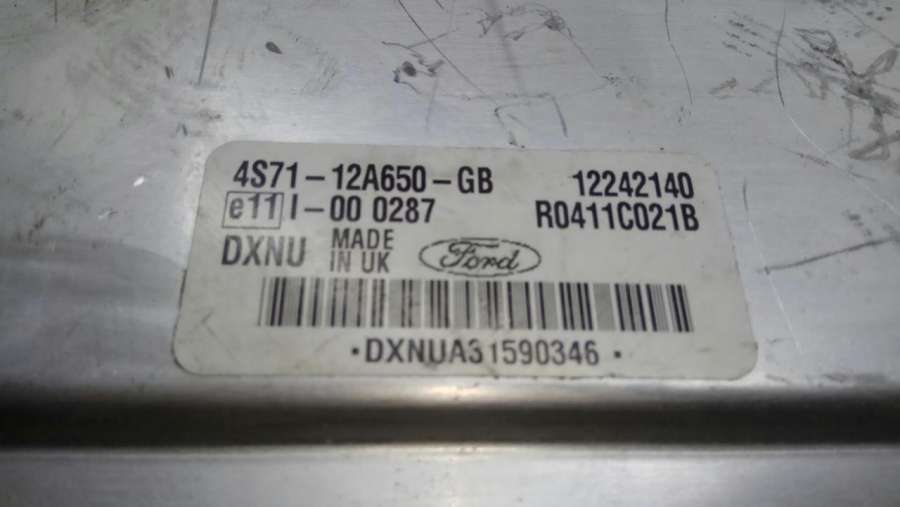 4S71-12A650-GB 12242140
e11 I-00 0287 R0411C021B
DXNU MADE IN UK Ford
·DXNUA31590346·